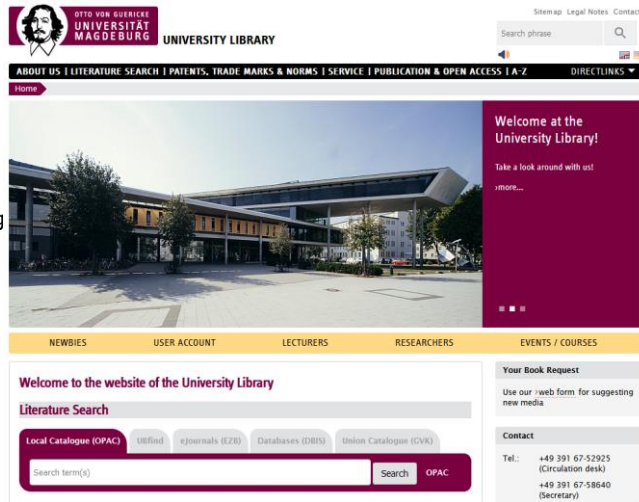 Sitemap Legal Notes Contact
OTTO VON GUERICKE
UNIVERSITÄT
MAGDEBURG
UNIVERSITY LIBRARY
Search phrase
ABOUT US | LITERATURE SEARCH | PATENTS, TRADE MARKS & NORMS | SERVICE | PUBLICATION & OPEN ACCESS | A-Z
DIRECTLINKS
Home
Welcome at the
University Library!
Take a look around with us!
›more...
g
NEWBIES
USER ACCOUNT
LECTURERS
RESEARCHERS
EVENTS / COURSES
Welcome to the website of the University Library
Literature Search
Local Catalogue (OPAC)
UBfind
eJournals (EZB)
Databases (DBIS)
Union Catalogue (GVK)
Search term(s)
Search
OPAC
Your Book Request
Use our ›web form for suggesting
new media
Contact
Tel.: +49 391 67-52925
(Circulation desk)
+49 391 67-58640
(Secretary)